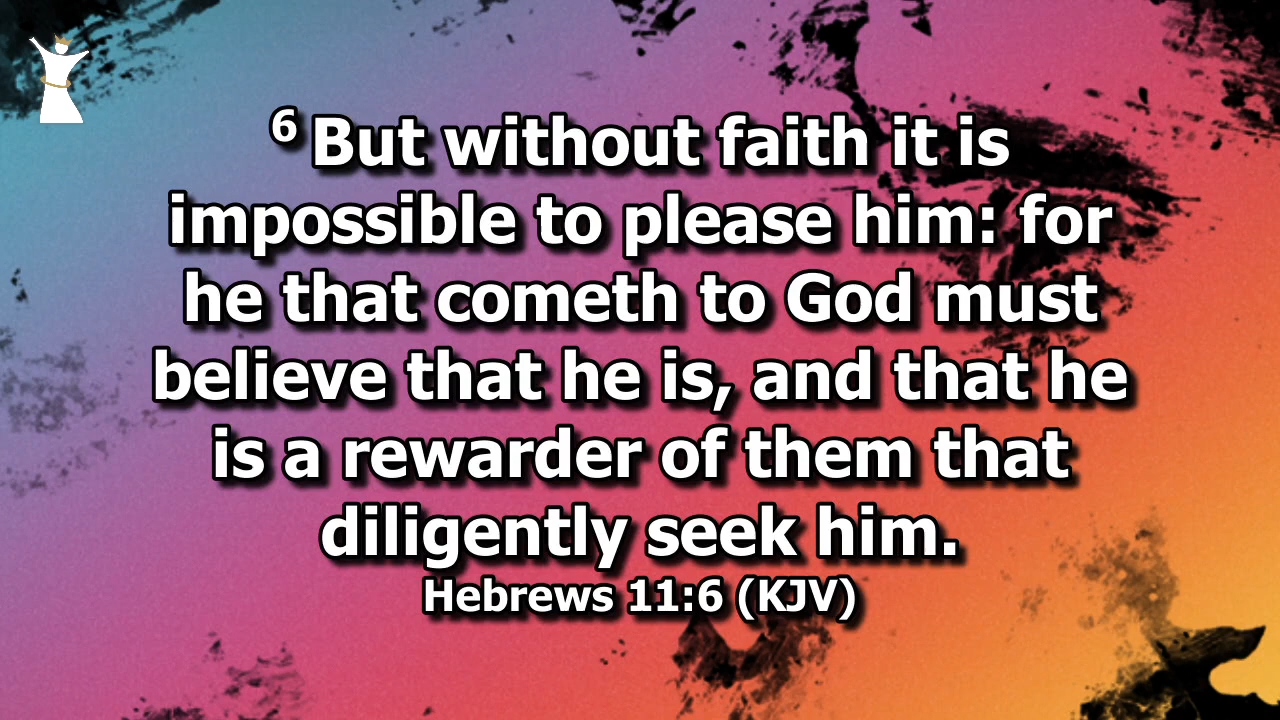 6 But without faith it is
impossible to please him: for
he that cometh to God must
believe that he is, and that he
is a rewarder of them that
diligently seek him.
Hebrews 11:6 (KJV)